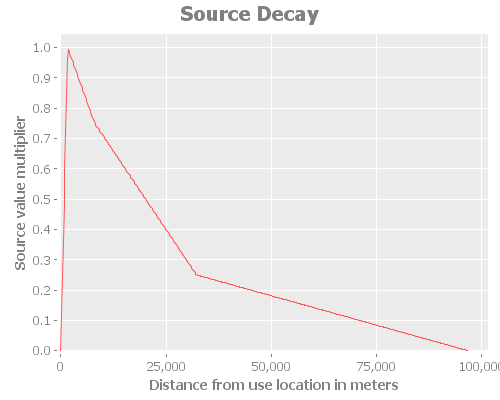 Source Decay
Source value multiplier
1.0
0.9
0.8
0.7
0.6
0.5
0.4
0.3
0.2
0.1
0.0
0 25,000 50,000 75,000 100,000
Distance from use location in meters